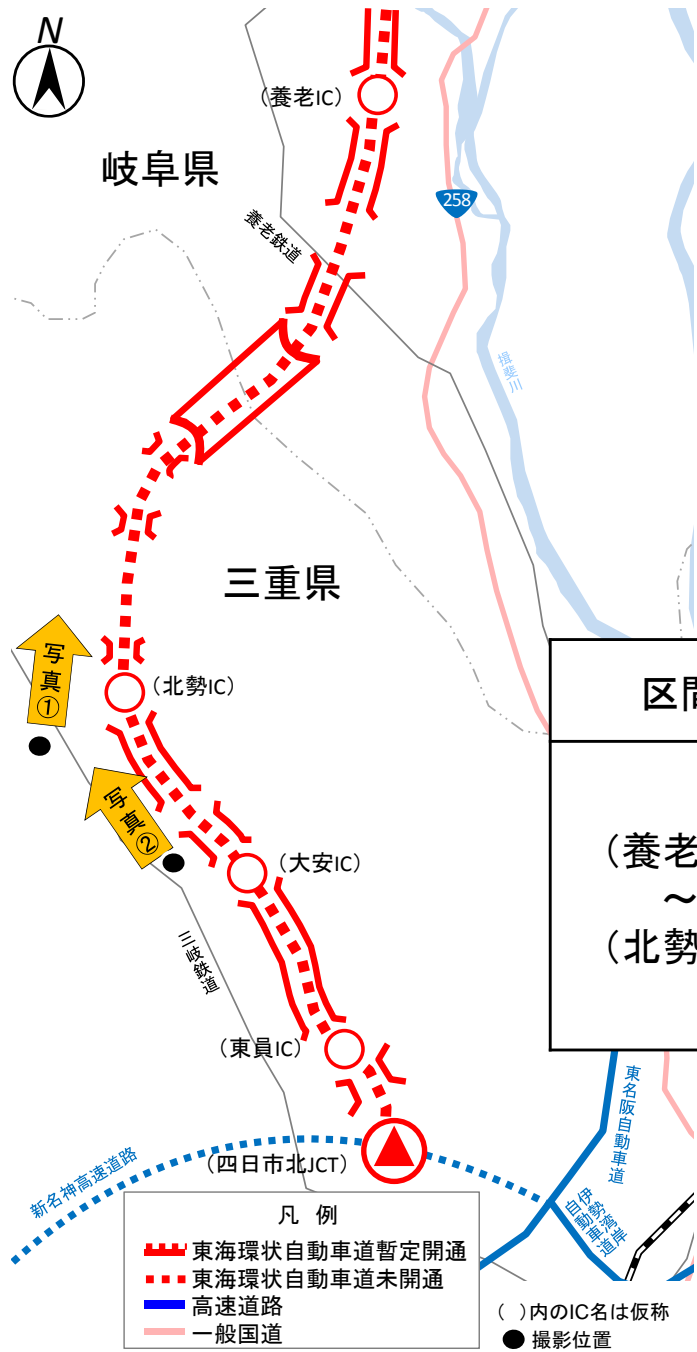 N
(養老IC)
岐阜県
258
養老鉄道
揖斐川
三重県
写真①
(北勢IC)
写真②
(大安IC)
三岐鉄道
(東員IC)
(四日市北JCT)
新名神高速道路
東名阪自動車道
伊勢湾岸
自動車道
区間
(養老
～
(北勢
凡 例
東海環状自動車道暫定開通
東海環状自動車道未開通
高速道路
一般国道
( )内のIC名は仮称
撮影位置